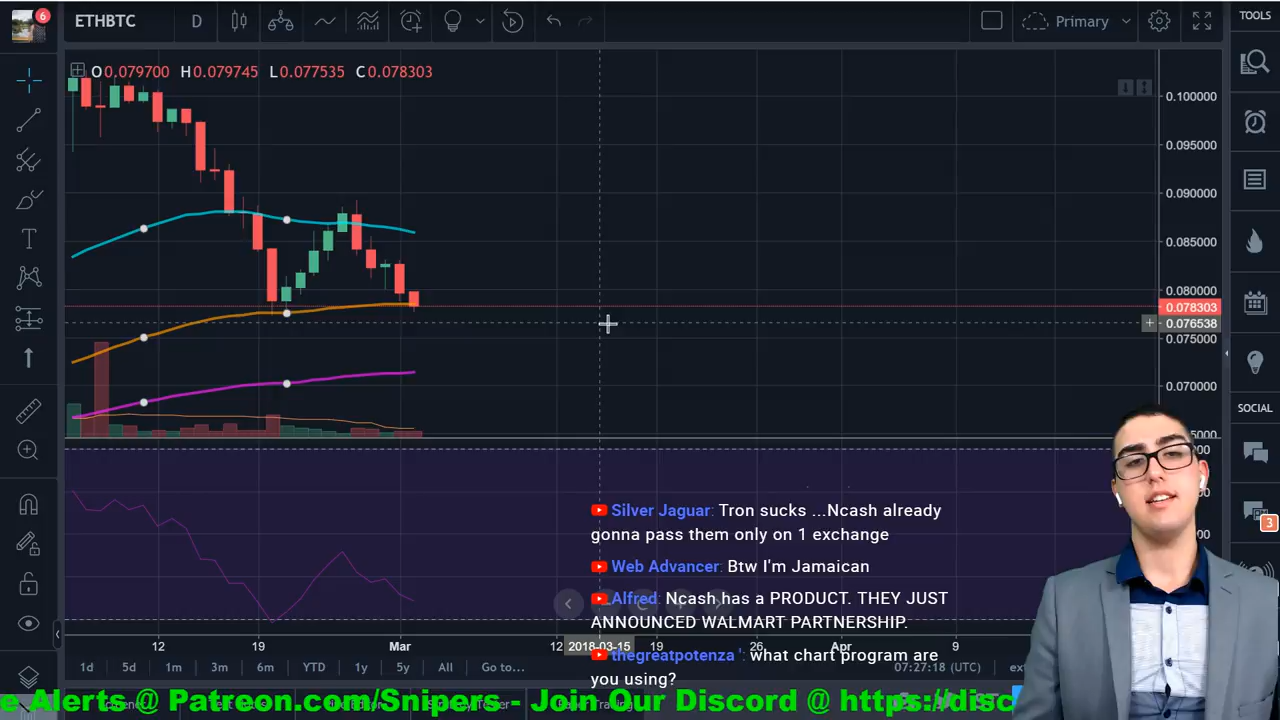 6
ETHBTC
D
Primary
TOOLS
O0.079700 H0.079745 L0.077535 C0.078303
0.100000
0.095000
0.090000
0.085000
0.080000
0.078303
0.076538
0.075000
0.070000
SOCIAL
3
Silver Jaguar: Tron sucks ...Ncash already
gonna pass them only on 1 exchange
Web Advancer: Btw I'm Jamaican
Alfred: Ncash has a PRODUCT. THEY JUST
ANNOUNCED WALMART PARTNERSHIP.
thegreatpotenza ': what chart program are
you using?
12 19 Mar 12 2018-03-15 19 26 Apr 9
1d 5d 1m 3m 6m YTD 1y 5y All Go to... 07:27:18 (UTC) ext
e Alerts @ Patreon.com/Snipers - Join Our Discord @ https://disc